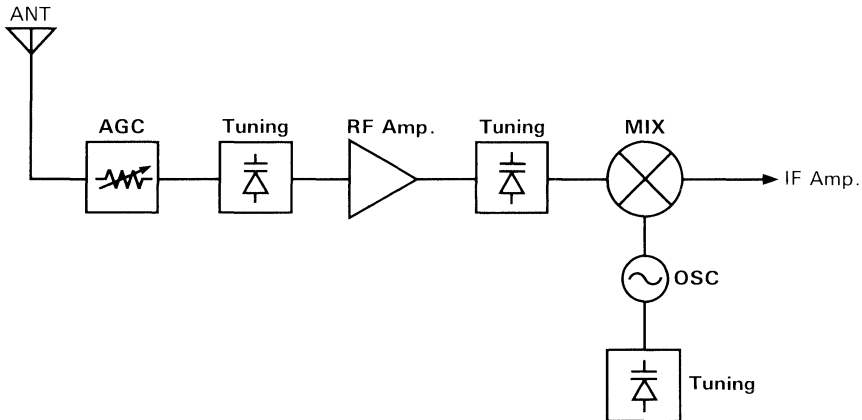 ANT
AGC
Tuning
RF Amp.
Tuning
MIX
IF Amp.
OSC
Tuning